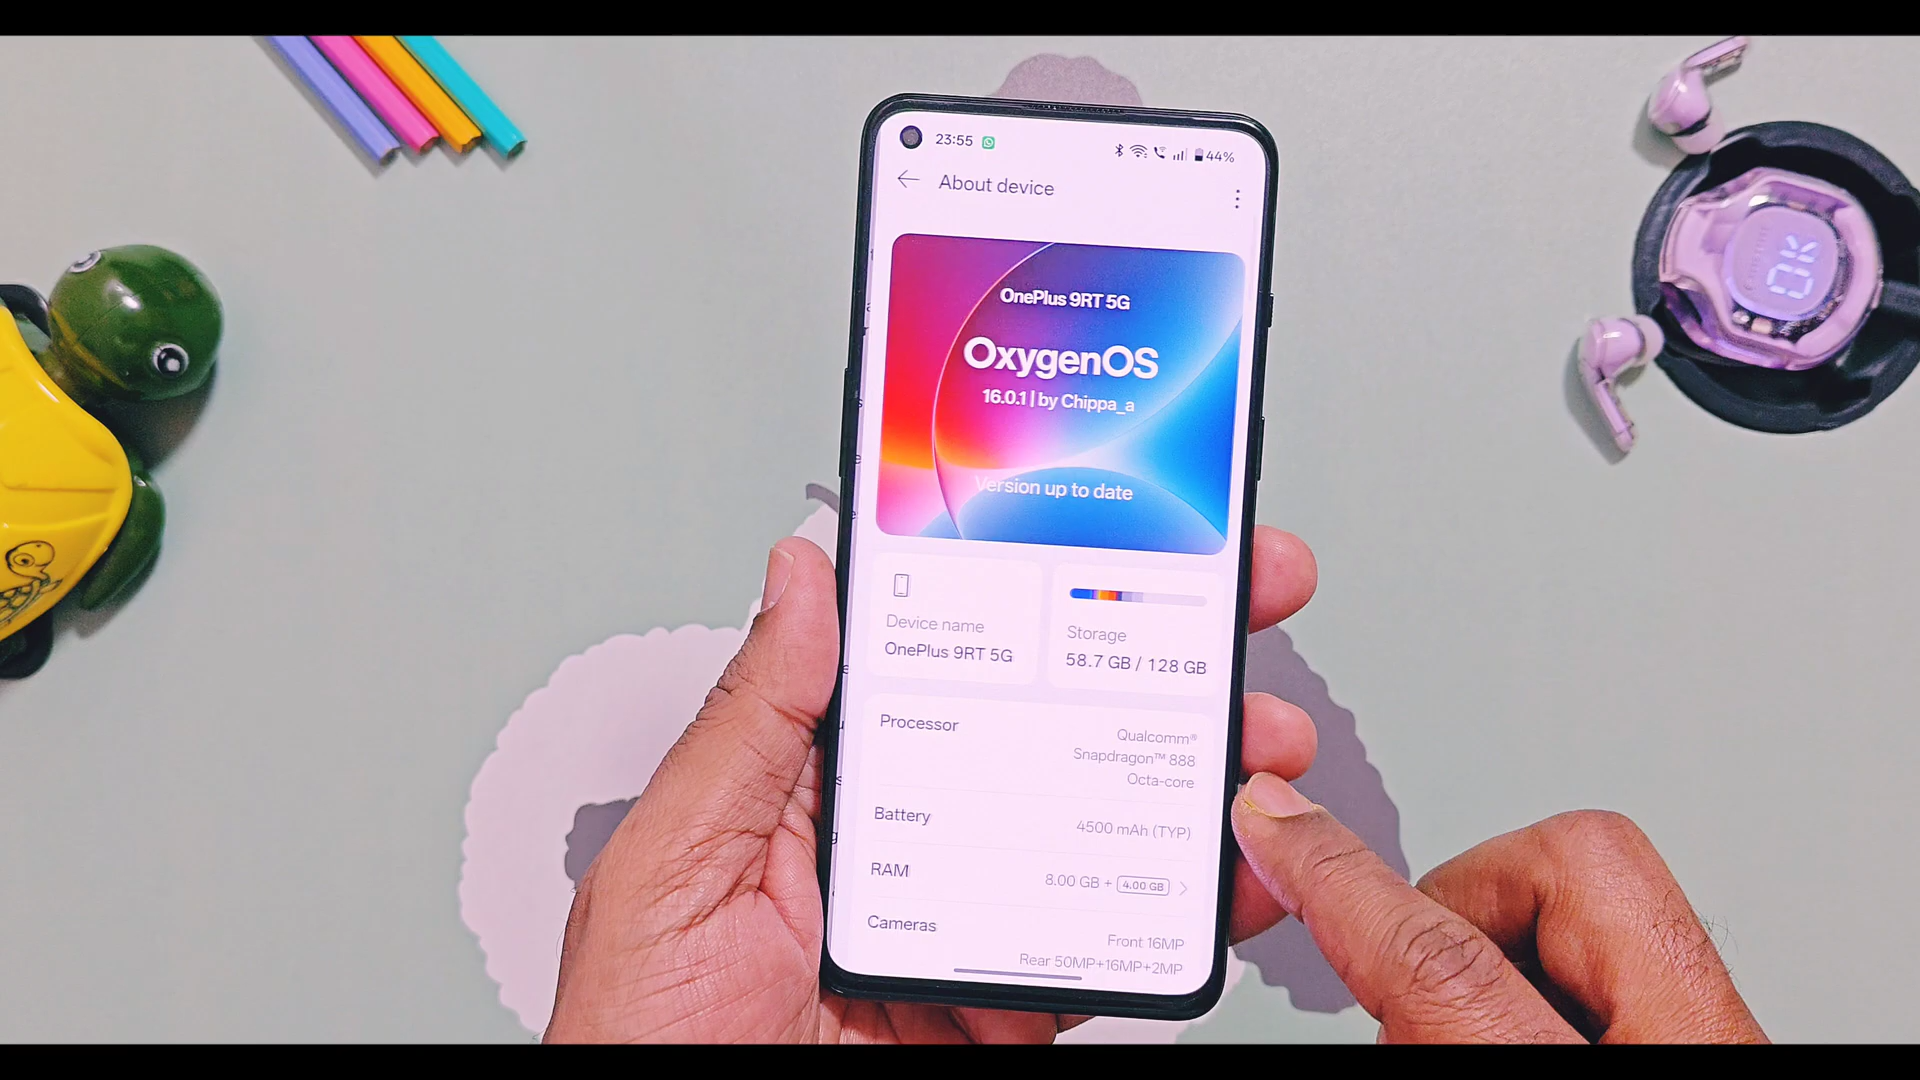 23:55
44%
About device
OnePlus 9RT 5G
OxygenOS
16.0.1 | by Chippa_a
Version up to date
Device name
OnePlus 9RT 5G
Storage
58.7 GB / 128 GB
Processor
Qualcomm®
Snapdragon™ 888
Octa-core
Battery
4500 mAh (TYP)
RAM
8.00 GB + 4.00 GB
Cameras
Front 16MP
Rear 50MP+16MP+2MP